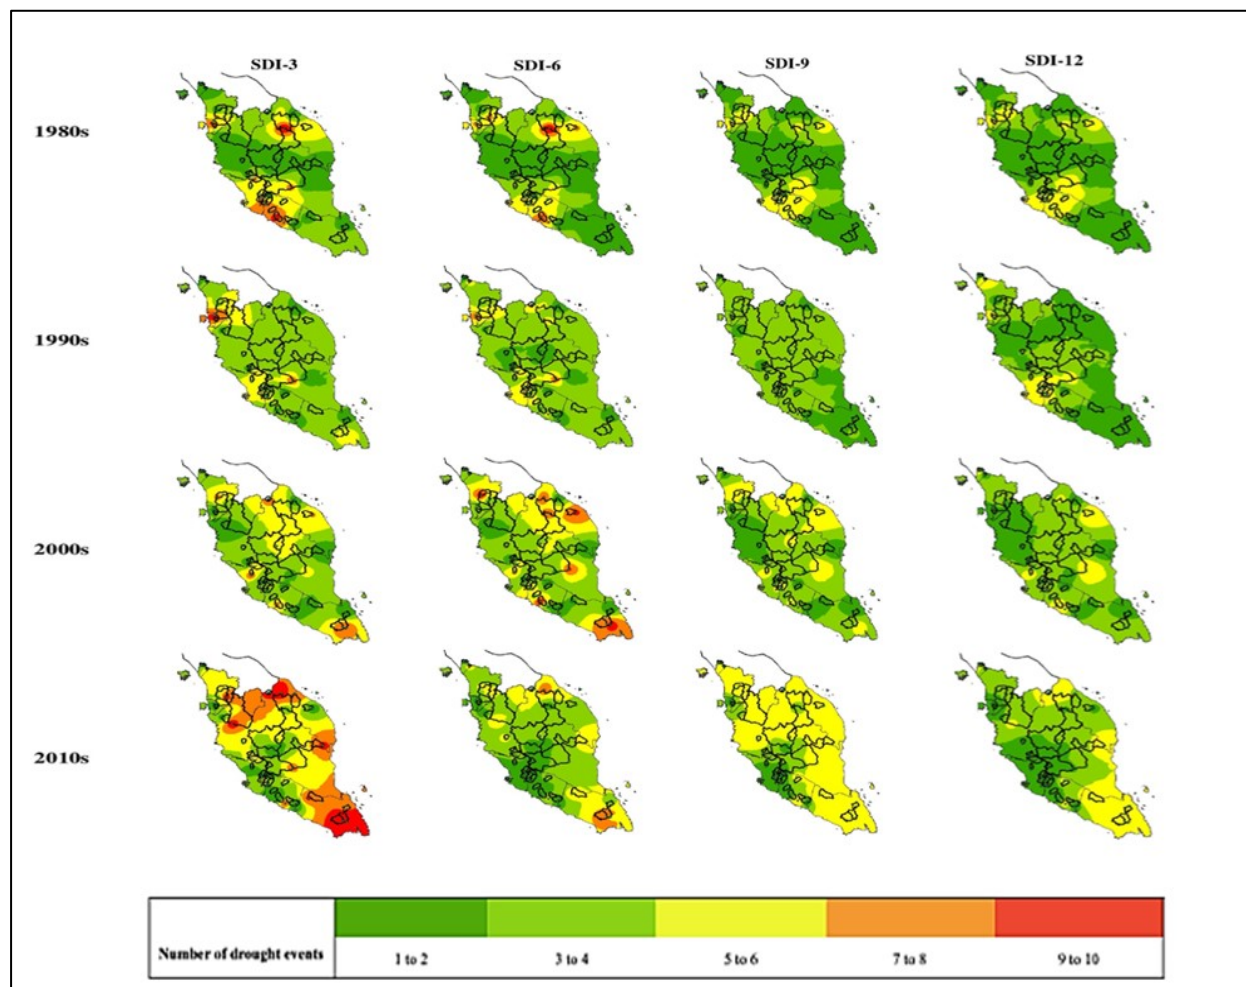 SDI-3 SDI-6 SDI-9 SDI-12
1980s
1990s
2000s
2010s
Number of drought events 1 to 2 3 to 4 5 to 6 7 to 8 9 to 10